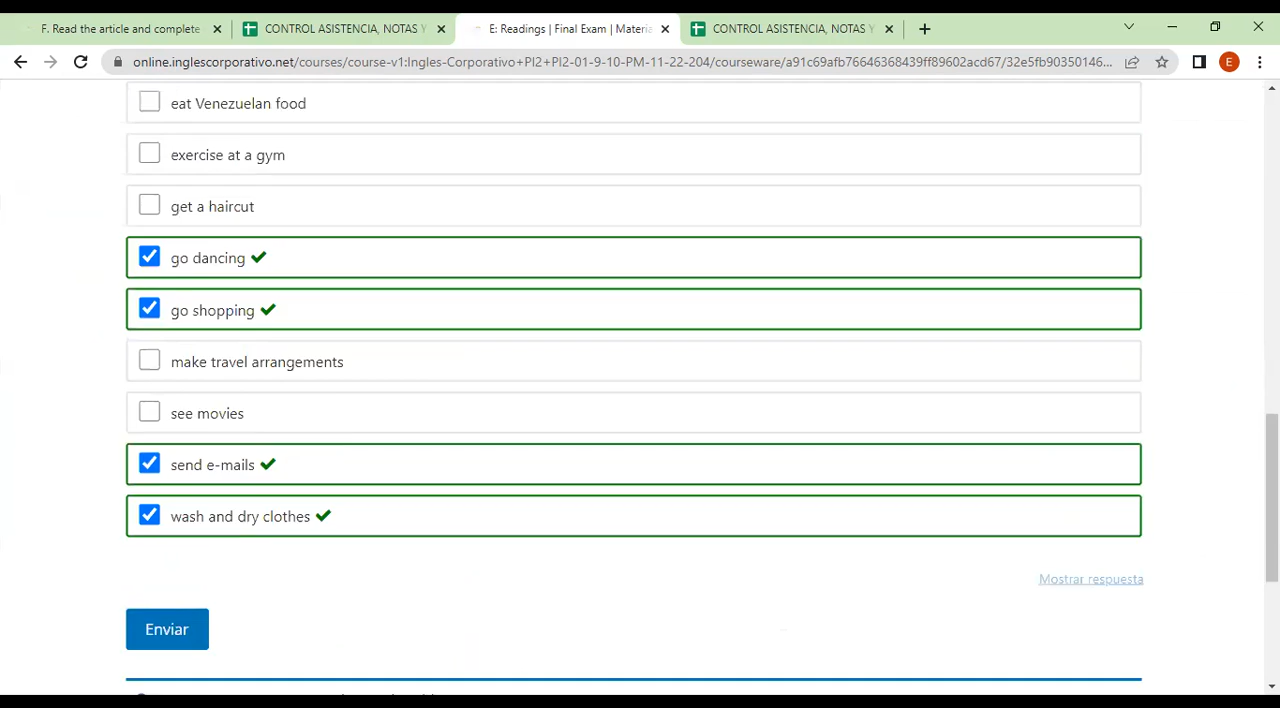 F. Read the article and complete
CONTROL ASISTENCIA, NOTAS Y
E: Readings | Final Exam | Materia
CONTROL ASISTENCIA, NOTAS Y
online.inglescorporativo.net/courses/course-v1:Ingles-Corporativo+PI2+PI2-01-9-10-PM-11-22-204/courseware/a91c69afb76646368439ff89602acd67/32e5fb90350146...
E
eat Venezuelan food
exercise at a gym
get a haircut
go dancing
go shopping
make travel arrangements
see movies
send e-mails
wash and dry clothes
Mostrar respuesta
Enviar